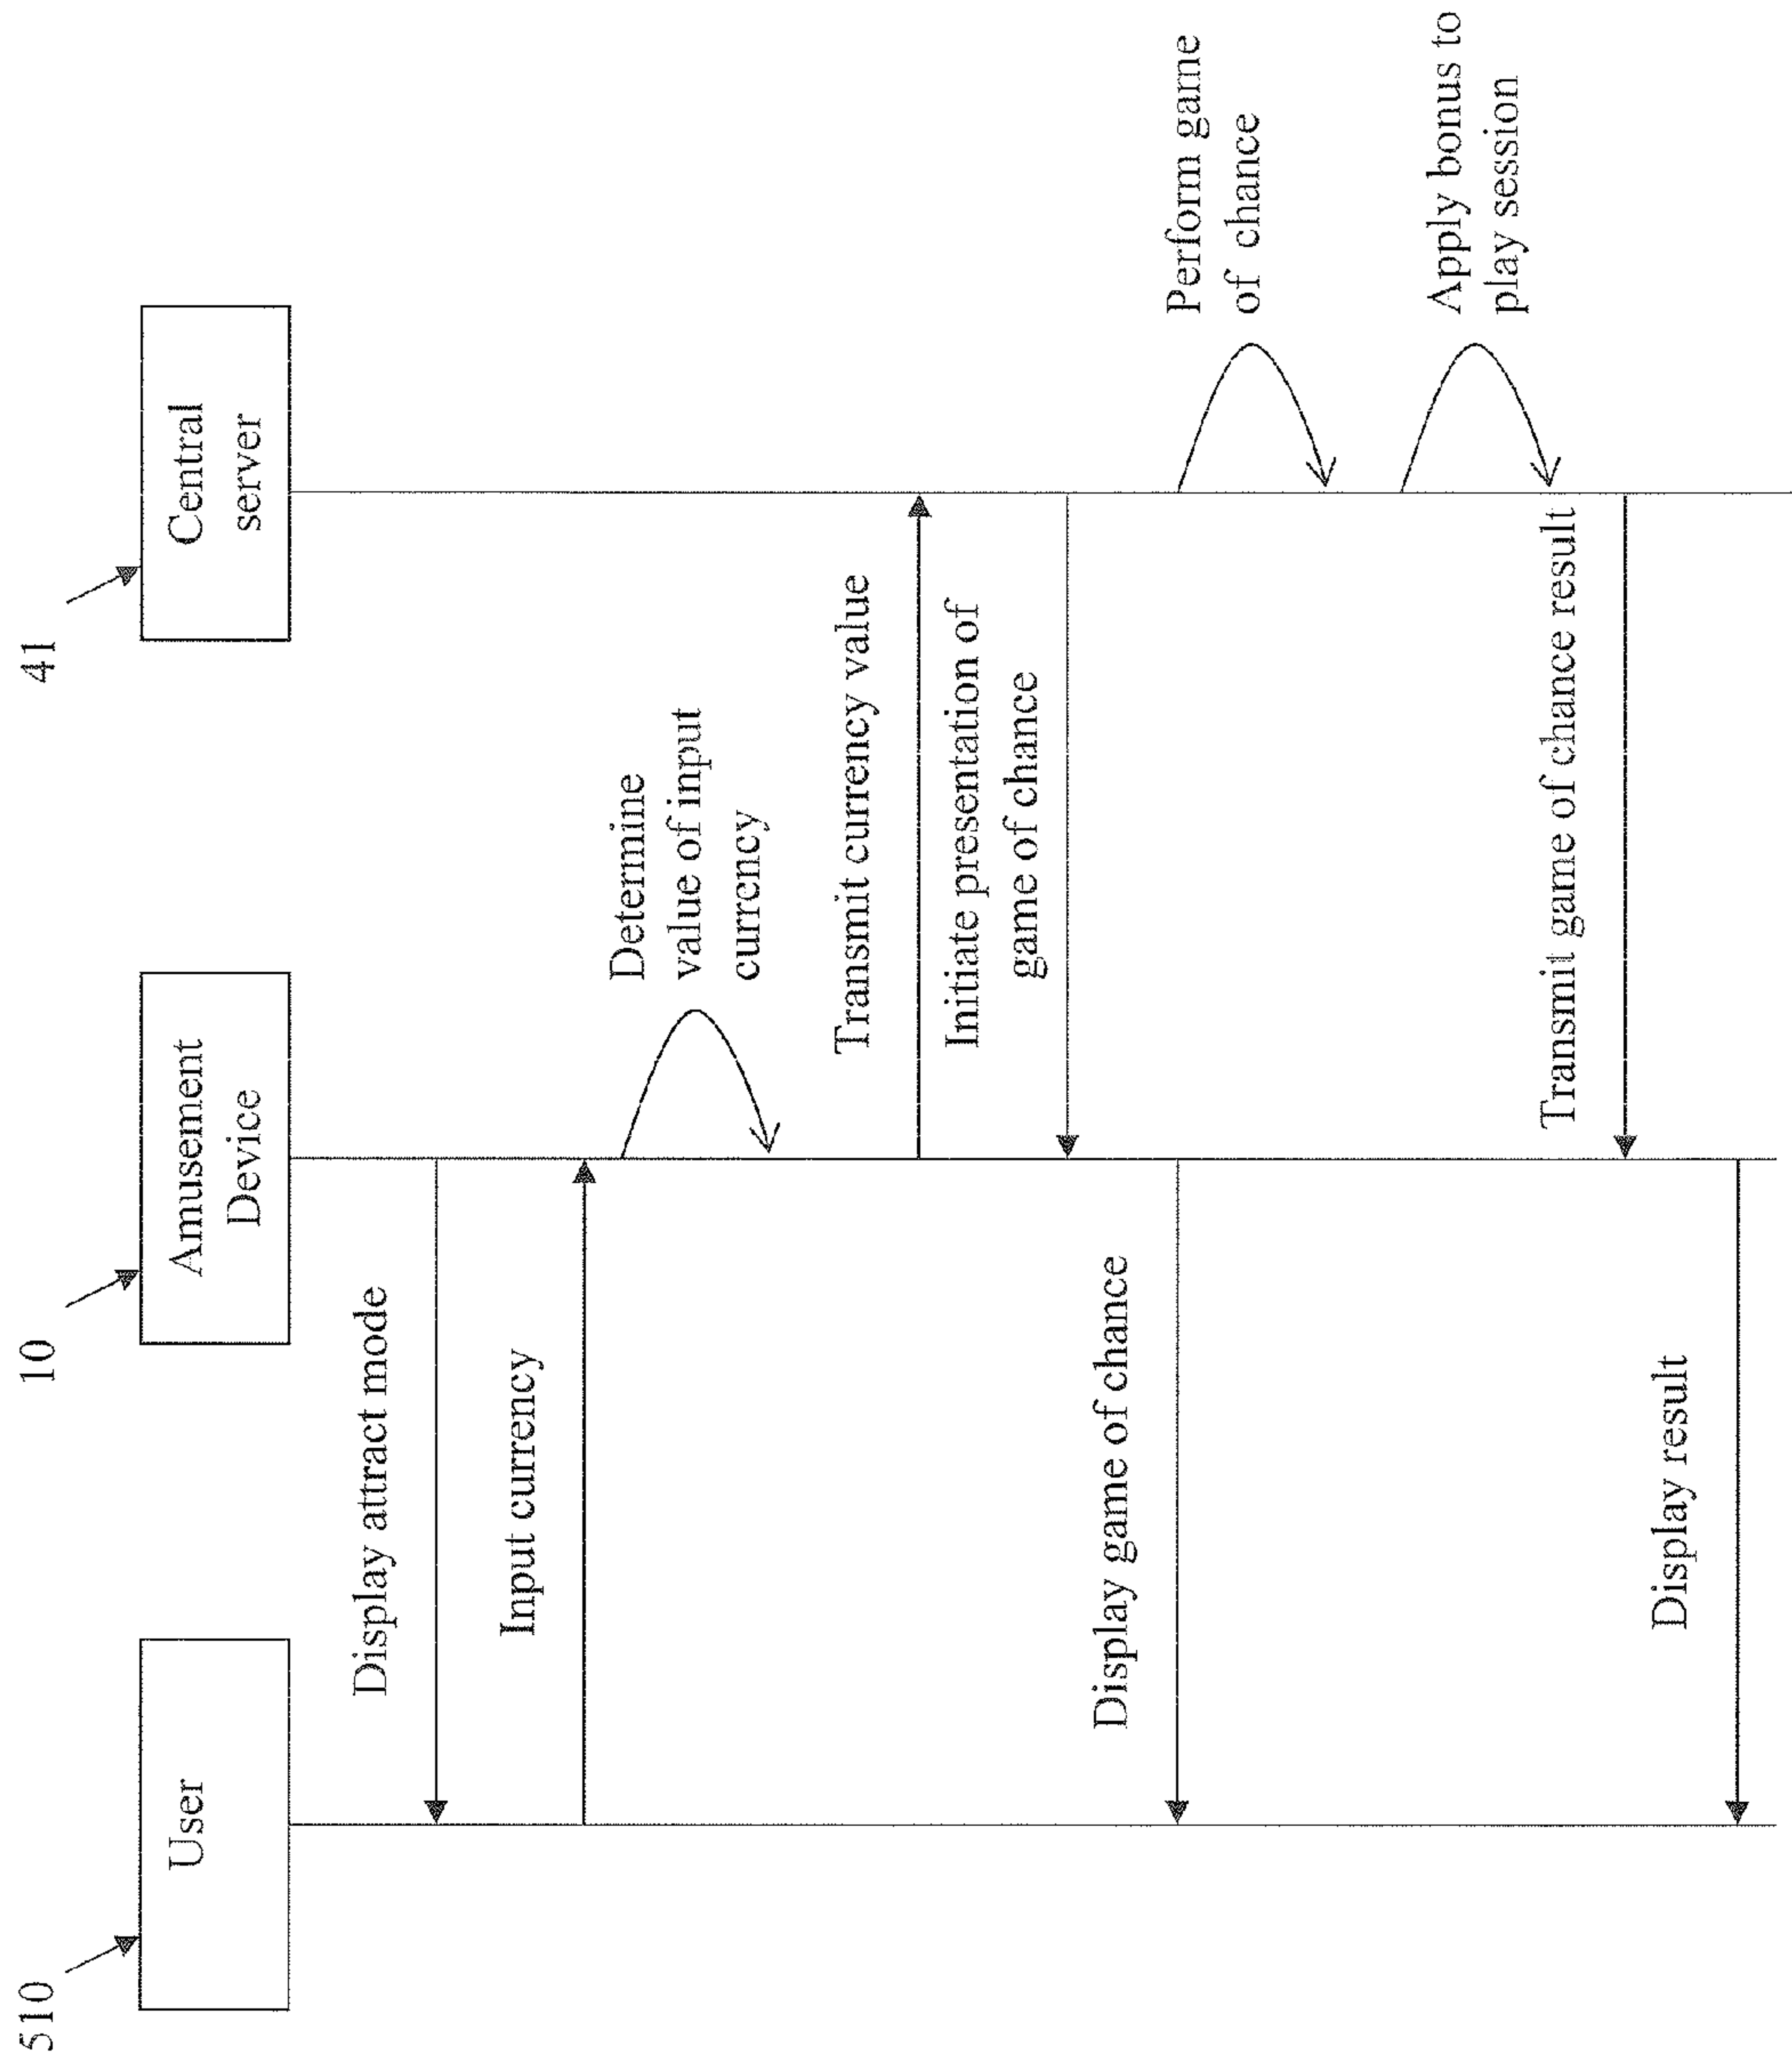 510
User
10
Amusement
Device
41
Central
server
Display attract mode
Input currency
Determine
value of input
currency
Transmit currency value
Initiate presentation of
game of chance
Display game of chance
Perform game
of chance
Apply bonus to
play session
Transmit game of chance result
Display result